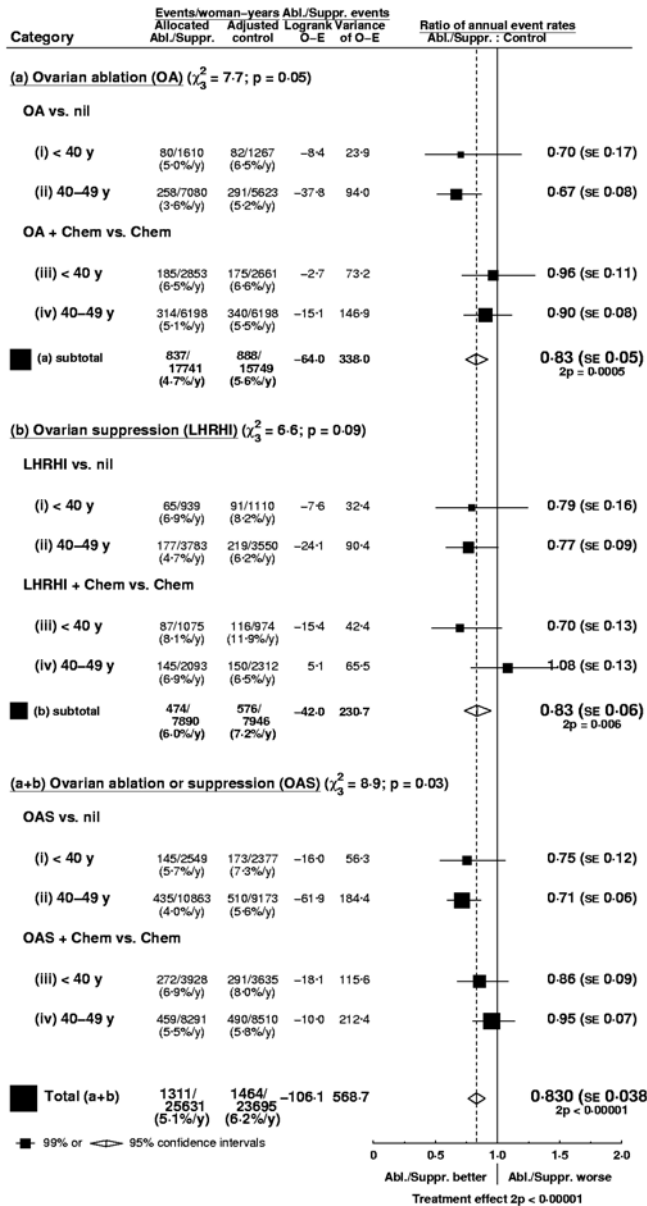 Events/woman–years Abl./Suppr. events
Allocated Adjusted Logrank Variance Ratio of annual event rates
Category Abl./Suppr. control O–E of O–E Abl./Suppr. : Control
(a) Ovarian ablation (OA) (χ²₃ = 7·7; p = 0·05)
OA vs. nil
(i) < 40 y 80/1610 82/1267 –8·4 23·9 0·70 (SE 0·17)
(5·0%/y) (6·5%/y)
(ii) 40–49 y 258/7080 291/5623 –37·8 94·0 0·67 (SE 0·08)
(3·6%/y) (5·2%/y)
OA + Chem vs. Chem
(iii) < 40 y 185/2853 175/2661 –2·7 73·2 0·96 (SE 0·11)
(6·5%/y) (6·6%/y)
(iv) 40–49 y 314/6198 340/6198 –15·1 146·9 0·90 (SE 0·08)
(5·1%/y) (5·5%/y)
(a) subtotal 837/ 888/ –64·0 338·0 0·83 (SE 0·05)
17741 15749 2p = 0·0005
(4·7%/y) (5·6%/y)
(b) Ovarian suppression (LHRHI) (χ²₃ = 6·6; p = 0·09)
LHRHI vs. nil
(i) < 40 y 65/939 91/1110 –7·6 32·4 0·79 (SE 0·16)
(6·9%/y) (8·2%/y)
(ii) 40–49 y 177/3783 219/3550 –24·1 90·4 0·77 (SE 0·09)
(4·7%/y) (6·2%/y)
LHRHI + Chem vs. Chem
(iii) < 40 y 87/1075 116/974 –15·4 42·4 0·70 (SE 0·13)
(8·1%/y) (11·9%/y)
(iv) 40–49 y 145/2093 150/2312 5·1 65·5 1·08 (SE 0·13)
(6·9%/y) (6·5%/y)
(b) subtotal 474/ 576/ –42·0 230·7 0·83 (SE 0·06)
7890 7946 2p = 0·006
(6·0%/y) (7·2%/y)
(a+b) Ovarian ablation or suppression (OAS) (χ²₃ = 8·9; p = 0·03)
OAS vs. nil
(i) < 40 y 145/2549 173/2377 –16·0 56·3 0·75 (SE 0·12)
(5·7%/y) (7·3%/y)
(ii) 40–49 y 435/10863 510/9173 –61·9 184·4 0·71 (SE 0·06)
(4·0%/y) (5·6%/y)
OAS + Chem vs. Chem
(iii) < 40 y 272/3928 291/3635 –18·1 115·6 0·86 (SE 0·09)
(6·9%/y) (8·0%/y)
(iv) 40–49 y 459/8291 490/8510 –10·0 212·4 0·95 (SE 0·07)
(5·5%/y) (5·8%/y)
Total (a+b) 1311/ 1464/ –106·1 568·7 0·830 (SE 0·038
25631 23695 2p < 0·00001
(5·1%/y) (6·2%/y)
99% or 95% confidence intervals
0 0·5 1·0 1·5 2·0
Abl./Suppr. better Abl./Suppr. worse
Treatment effect 2p < 0·00001